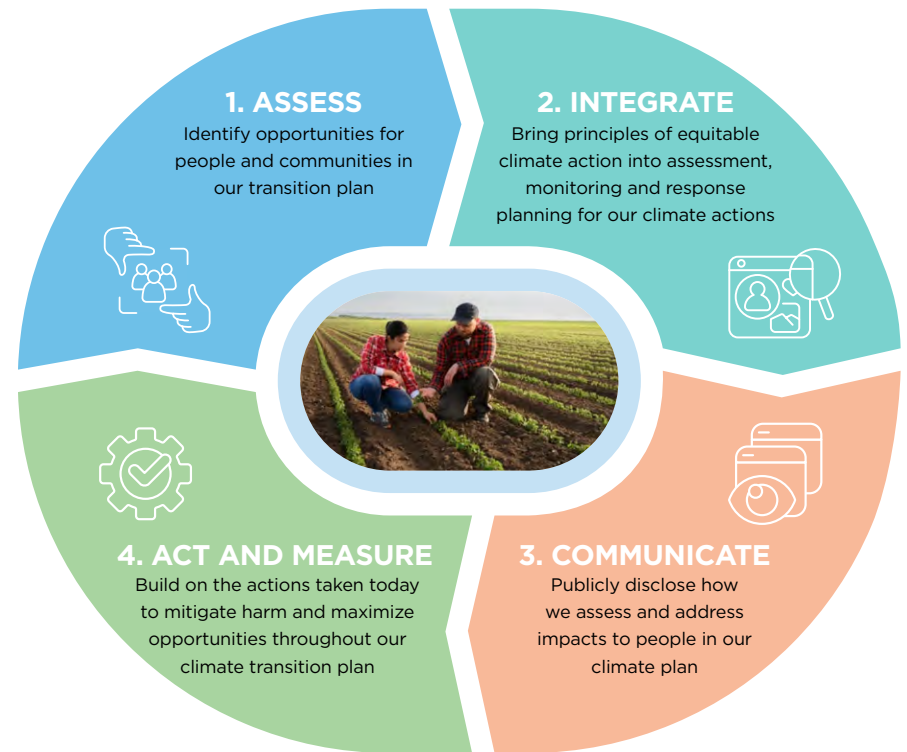 1. ASSESS
Identify opportunities for
people and communities in
our transition plan
2. INTEGRATE
Bring principles of equitable
climate action into assessment,
monitoring and response
planning for our climate actions
3. COMMUNICATE
Publicly disclose how
we assess and address
impacts to people in our
climate plan
4. ACT AND MEASURE
Build on the actions taken today
to mitigate harm and maximize
opportunities throughout our
climate transition plan